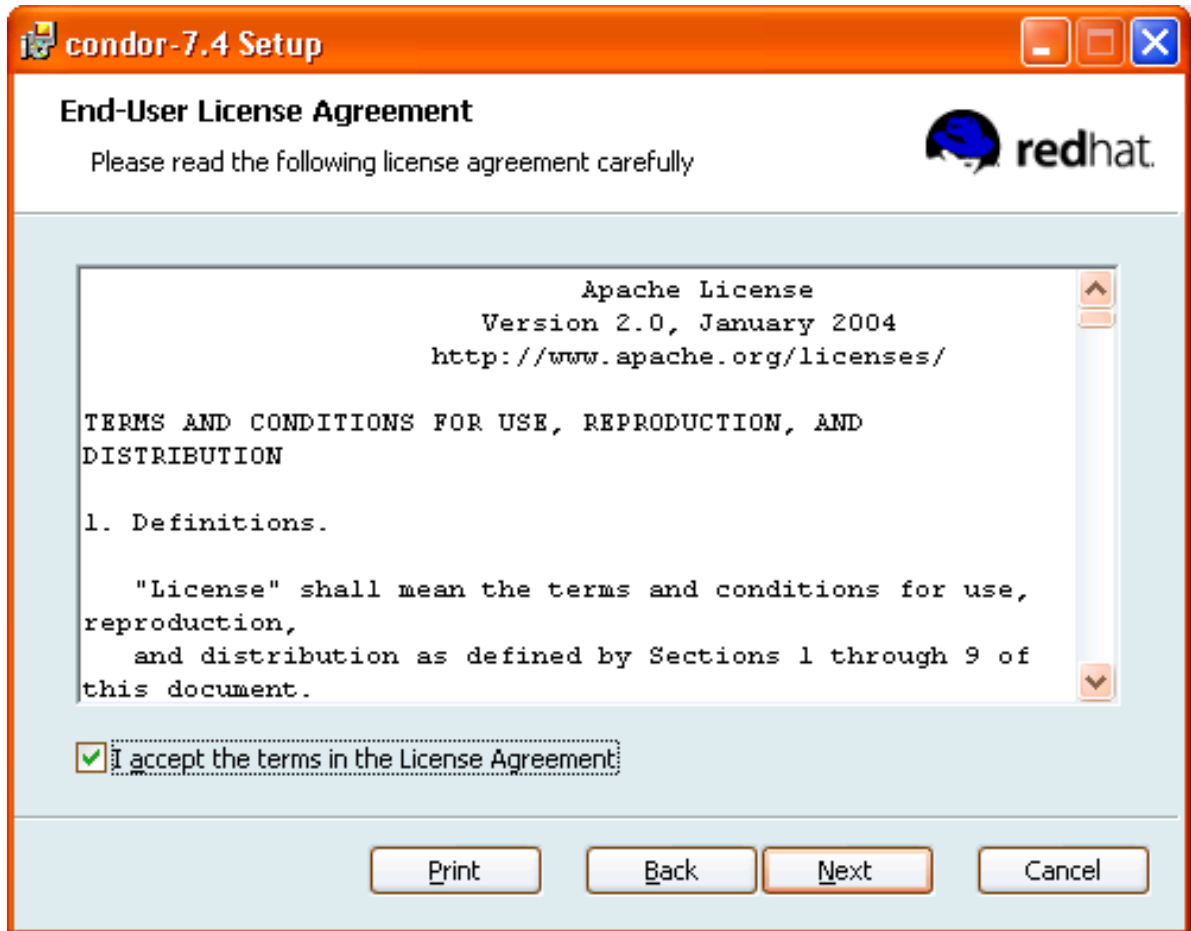 condor-7.4 Setup
End-User License Agreement
Please read the following license agreement carefully
redhat.
Apache License
Version 2.0, January 2004
http://www.apache.org/licenses/
TERMS AND CONDITIONS FOR USE, REPRODUCTION, AND
DISTRIBUTION
1. Definitions.
"License" shall mean the terms and conditions for use,
reproduction,
and distribution as defined by Sections 1 through 9 of
this document.
I accept the terms in the License Agreement
Print Back Next Cancel